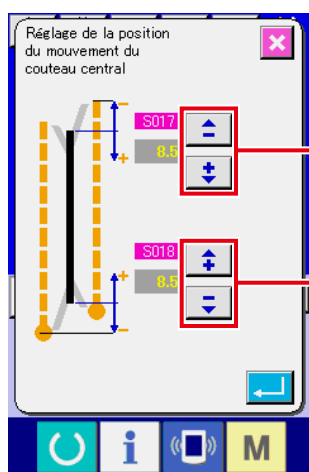 Réglage de la position
du mouvement du
couteau central
S017
8.5
S018
8.5
M